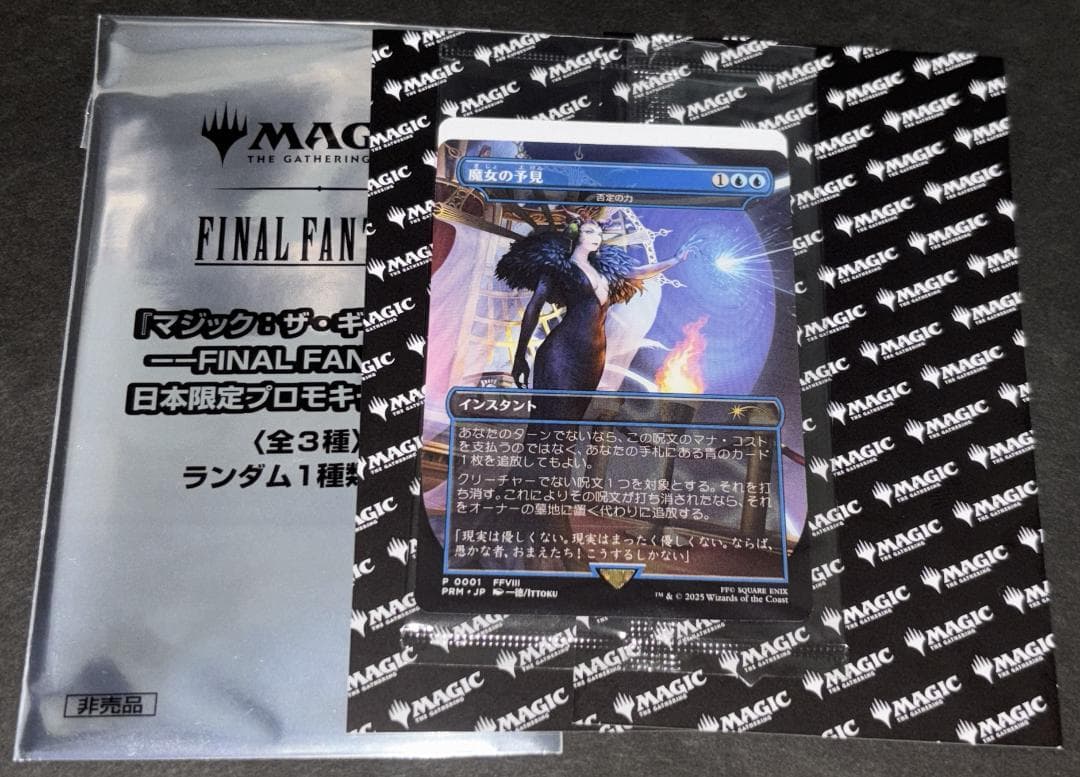 MAG
THE GATHERING
FINAL FAN
『マジック：ザ・ギ
——FINAL FAN
日本限定プロモキ
〈全３種〉
ランダム１種類
非売品
魔女の予見
ましょ よけん
1
否定の力
インスタント
あなたのターンでないなら、この呪文のマナ・コスト
を支払うのではなく、あなたの手札にある青のカード
１枚を追放してもよい。
クリーチャーでない呪文１つを対象とする。それを打
ち消す。これによりその呪文が打ち消されたなら、それ
をオーナーの墓地に置く代わりに追放する。
「現実は優しくない。現実はまったく優しくない。ならば、
愚かな者、おまえたち！こうするしかない」
P 0001 FFVIII
PRM • JP 一徳/ITTOKU
FF© SQUARE ENIX
™ & © 2025 Wizards of the Coast
MAGIC
THE GATHERING